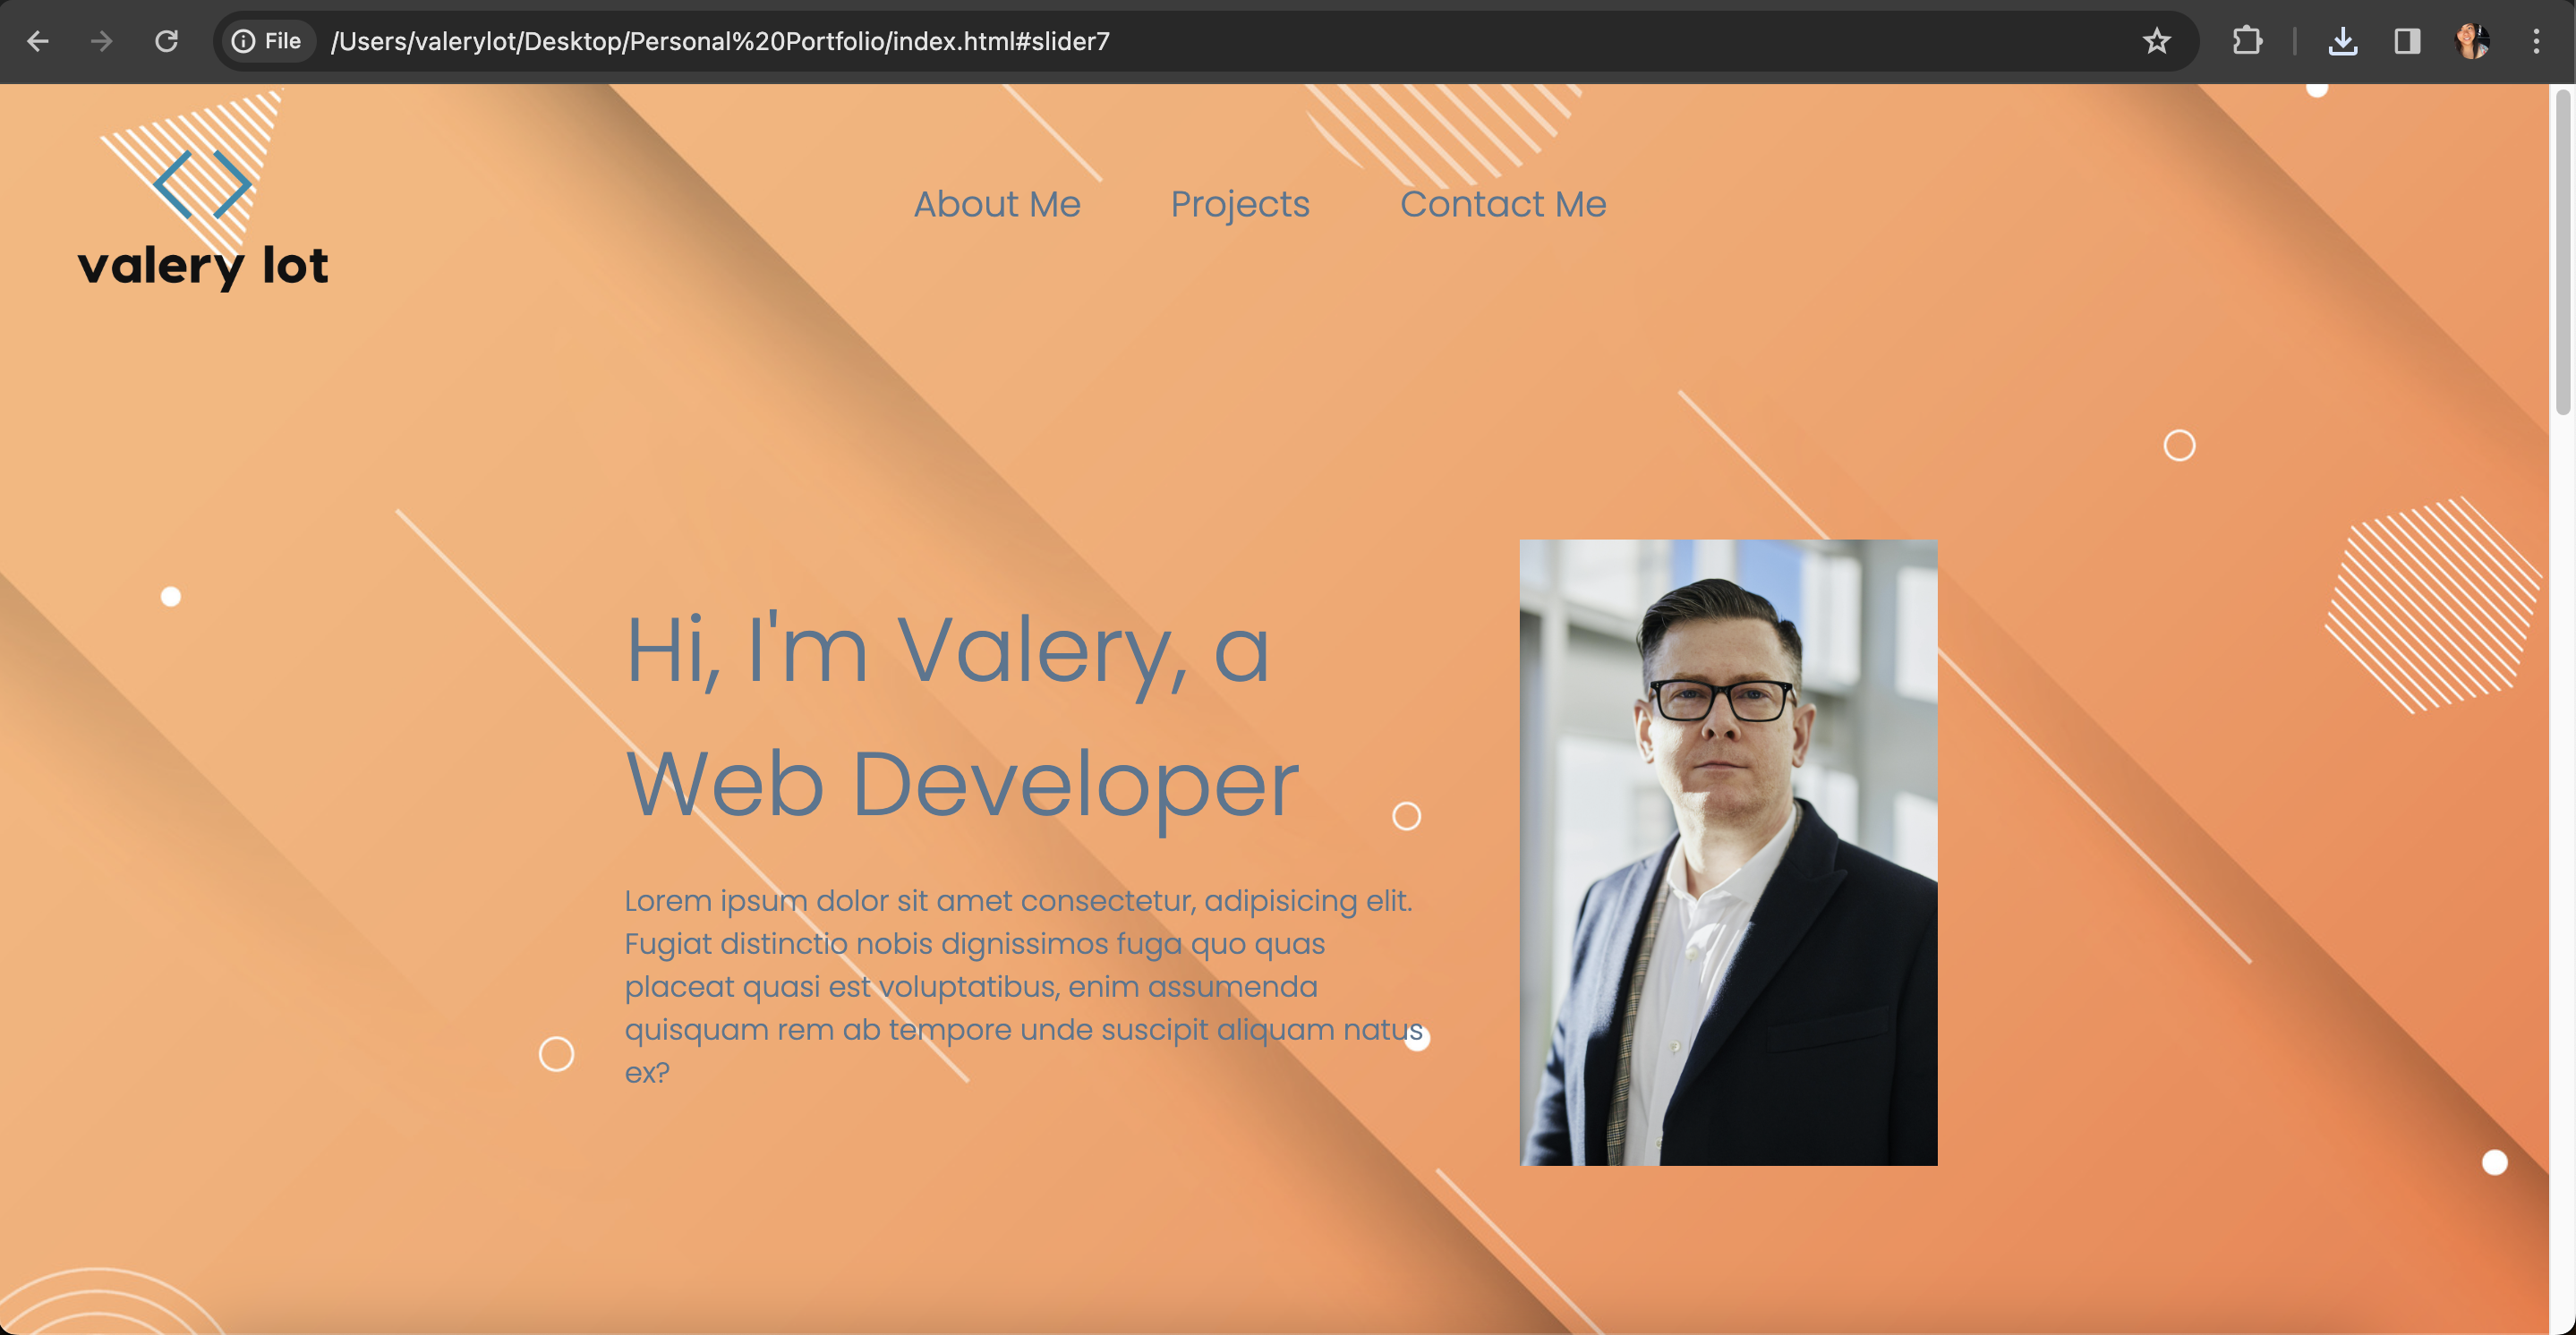 File /Users/valerylot/Desktop/Personal%20Portfolio/index.html#slider7
valery lot
About Me Projects Contact Me
Hi, I'm Valery, a
Web Developer
Lorem ipsum dolor sit amet consectetur, adipisicing elit.
Fugiat distinctio nobis dignissimos fuga quo quas
placeat quasi est voluptatibus, enim assumenda
quisquam rem ab tempore unde suscipit aliquam natus
ex?